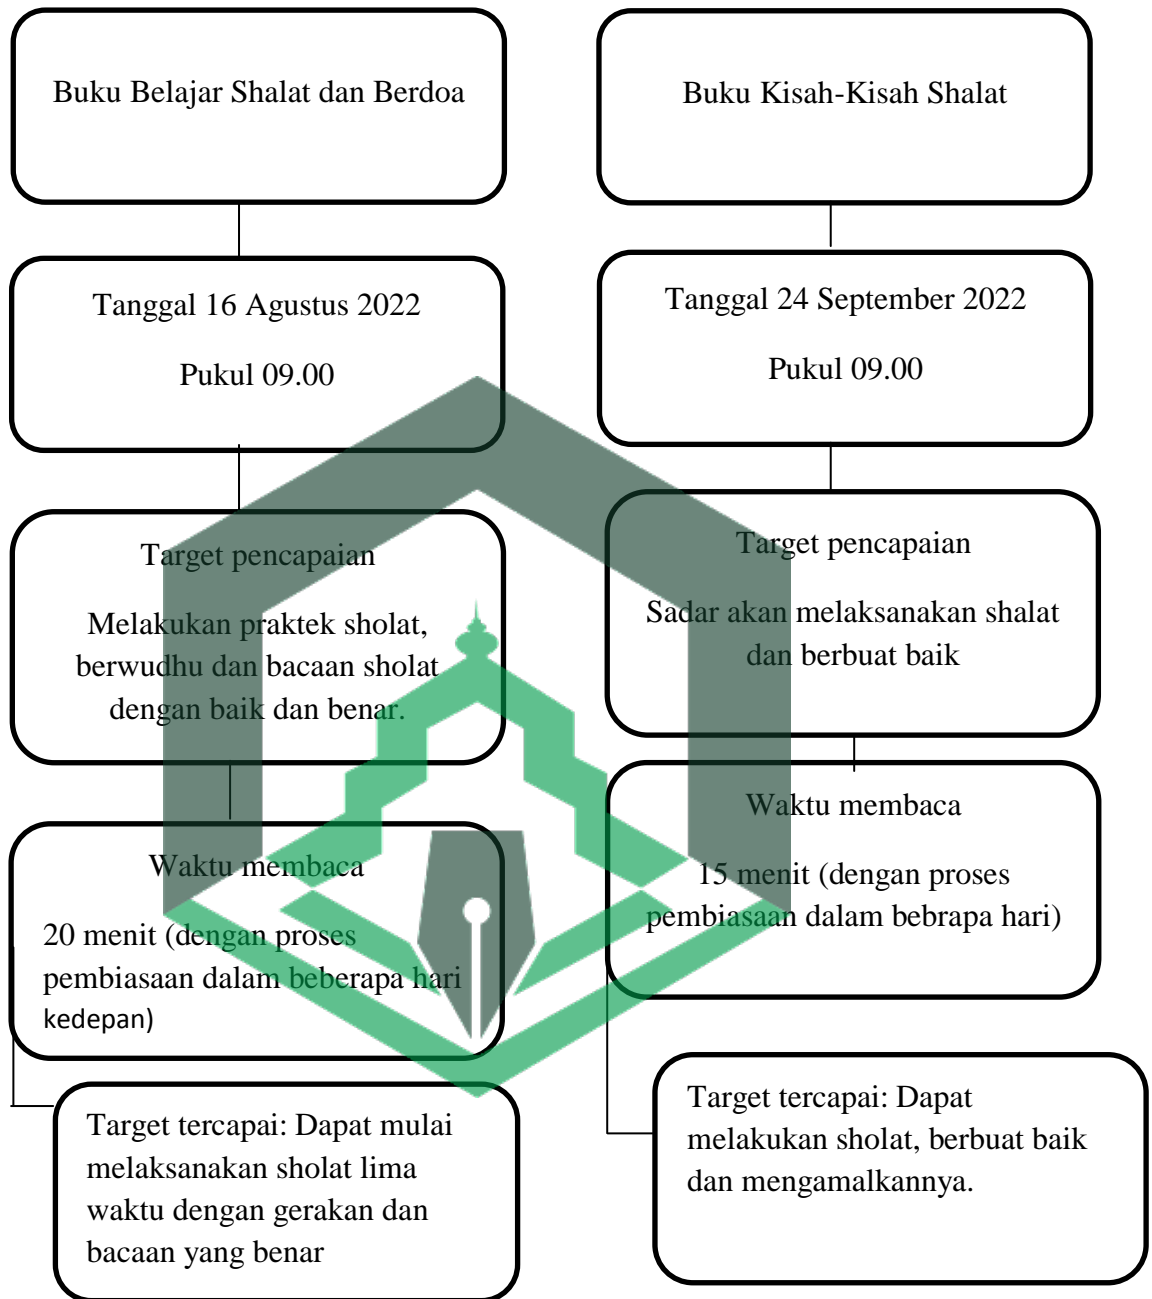 Buku Belajar Shalat dan Berdoa
Tanggal 16 Agustus 2022
Pukul 09.00
Target pencapaian
Melakukan praktek sholat,
berwudhu dan bacaan sholat
dengan baik dan benar.
Waktu membaca
20 menit (dengan proses
pembiasaan dalam beberapa hari
kedepan)
Target tercapai: Dapat mulai
melaksanakan sholat lima
waktu dengan gerakan dan
bacaan yang benar
Buku Kisah-Kisah Shalat
Tanggal 24 September 2022
Pukul 09.00
Target pencapaian
Sadar akan melaksanakan shalat
dan berbuat baik
Waktu membaca
15 menit (dengan proses
pembiasaan dalam bebrapa hari)
Target tercapai: Dapat
melakukan sholat, berbuat baik
dan mengamalkannya.